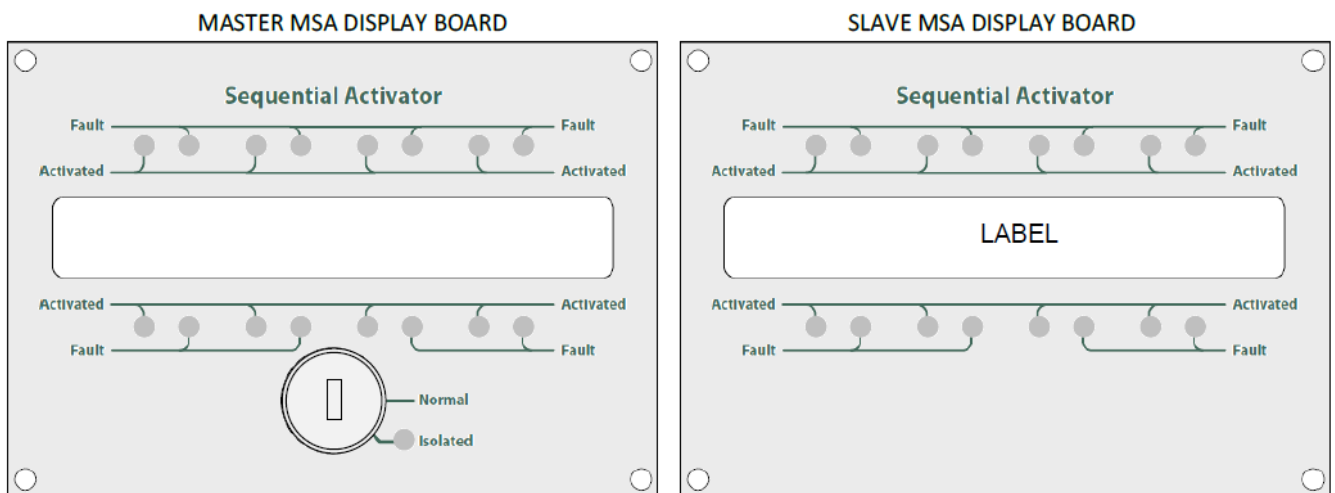 MASTER MSA DISPLAY BOARD
Sequential Activator
Fault Fault
Activated Activated
Activated Activated
Fault Fault
Normal
Isolated
SLAVE MSA DISPLAY BOARD
Sequential Activator
Fault Fault
Activated Activated
LABEL
Activated Activated
Fault Fault